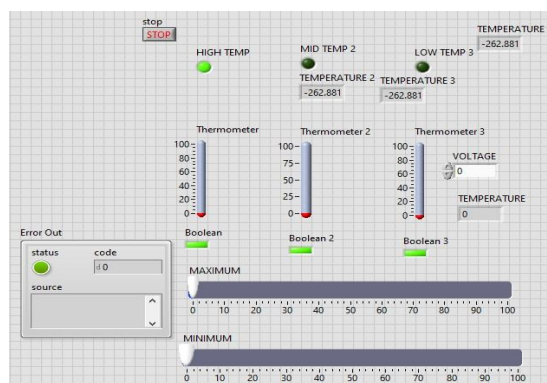 stop
STOP
TEMPERATURE
-262.881
HIGH TEMP
MID TEMP 2
LOW TEMP 3
TEMPERATURE 2
-262.881
TEMPERATURE 3
-262.881
Thermometer
100
80
60
40
20
0
Thermometer 2
100
75
50
25
0
Thermometer 3
100
80
60
40
20
0
VOLTAGE
0
TEMPERATURE
0
Error Out
status
code
d 0
source
Boolean
Boolean 2
Boolean 3
MAXIMUM
0 10 20 30 40 50 60 70 80 90 100
MINIMUM
0 10 20 30 40 50 60 70 80 90 100